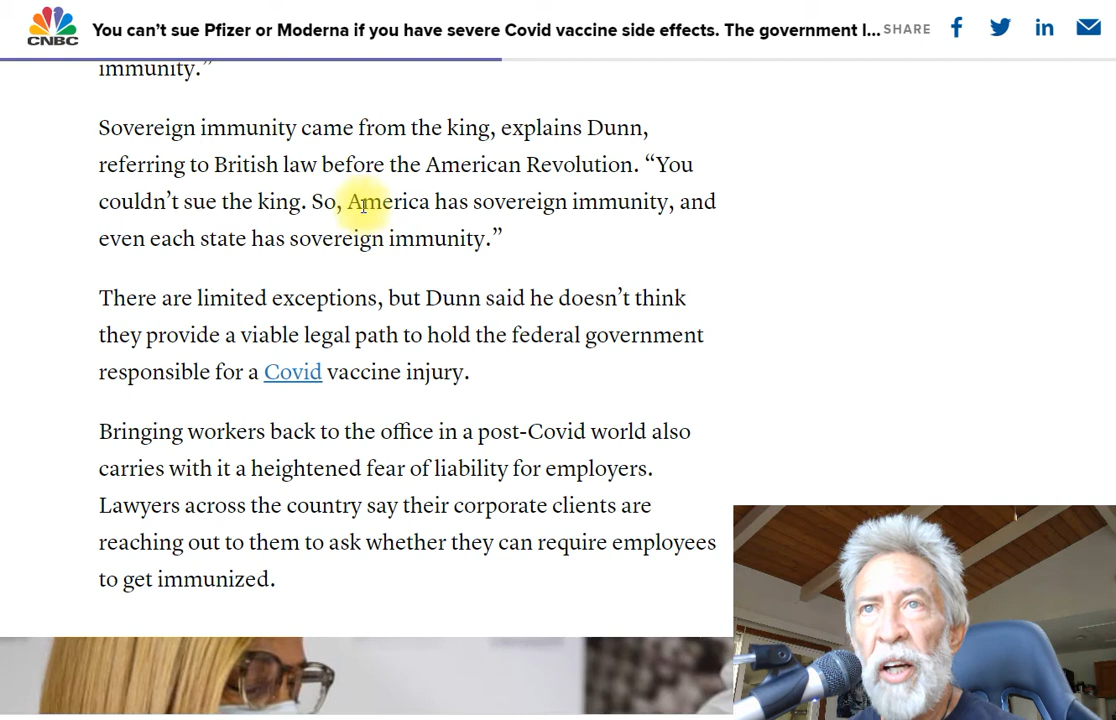 CNBC
You can’t sue Pfizer or Moderna if you have severe Covid vaccine side effects. The government l...
SHARE
immunity.”
Sovereign immunity came from the king, explains Dunn,
referring to British law before the American Revolution. “You
couldn’t sue the king. So, America has sovereign immunity, and
even each state has sovereign immunity.”
There are limited exceptions, but Dunn said he doesn’t think
they provide a viable legal path to hold the federal government
responsible for a Covid vaccine injury.
Bringing workers back to the office in a post-Covid world also
carries with it a heightened fear of liability for employers.
Lawyers across the country say their corporate clients are
reaching out to them to ask whether they can require employees
to get immunized.